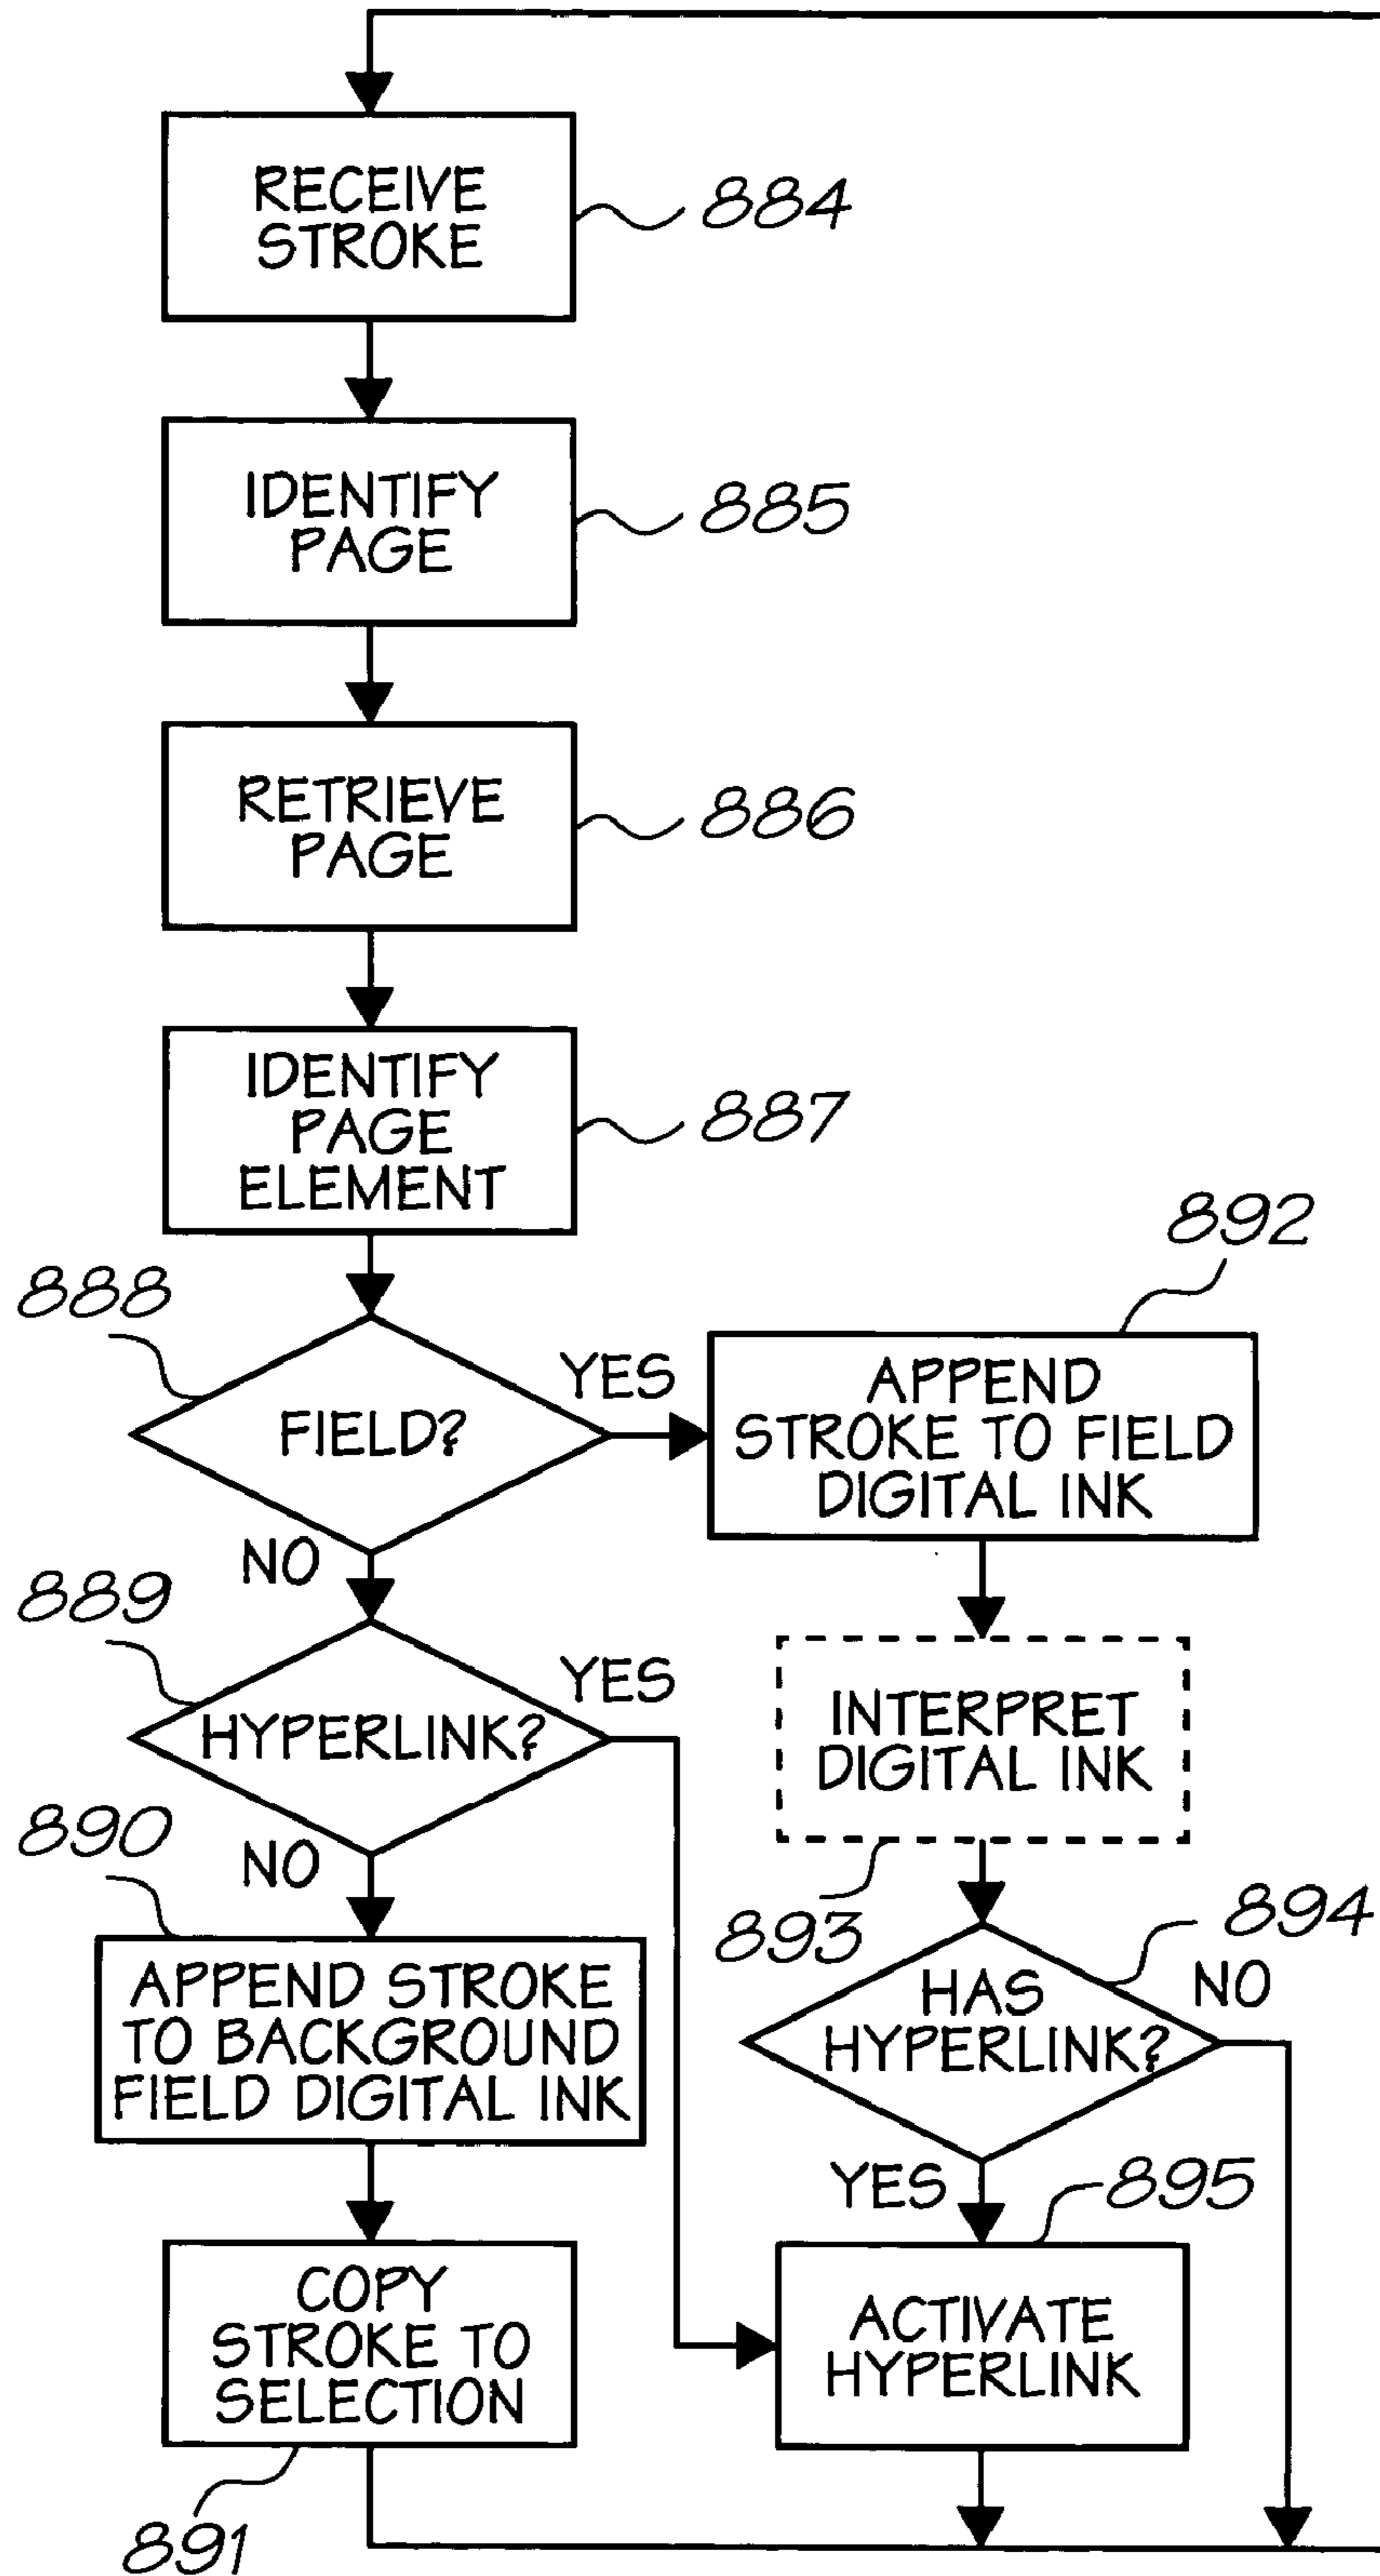 RECEIVE
STROKE
884
IDENTIFY
PAGE
885
RETRIEVE
PAGE
886
IDENTIFY
PAGE
ELEMENT
887
888
FIELD?
YES
NO
892
APPEND
STROKE TO FIELD
DIGITAL INK
889
HYPERLINK?
YES
NO
INTERPRET
DIGITAL INK
893
890
APPEND STROKE
TO BACKGROUND
FIELD DIGITAL INK
894
HAS
HYPERLINK?
NO
YES
895
COPY
STROKE TO
SELECTION
891
ACTIVATE
HYPERLINK